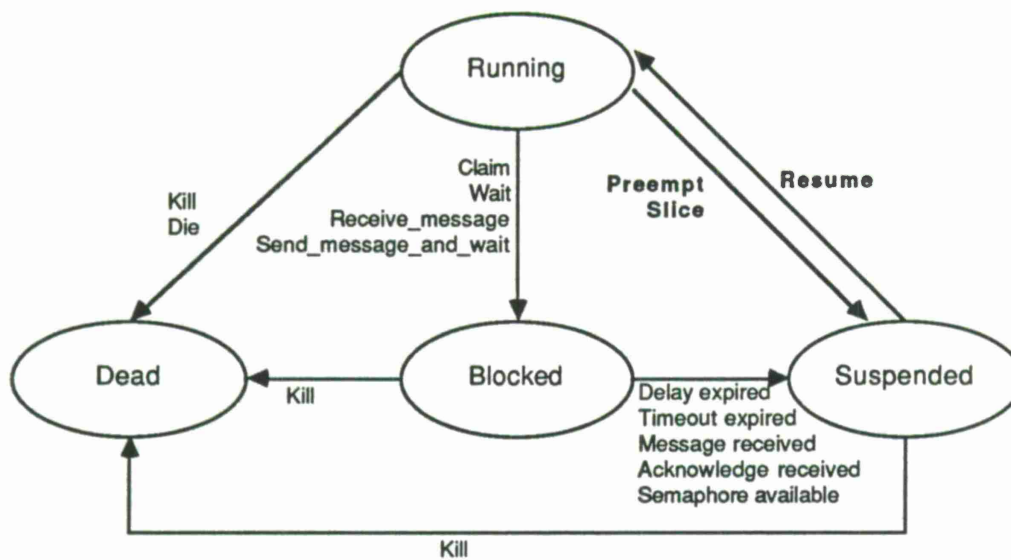 Running
Claim
Wait
Receive_message
Send_message_and_wait
Kill
Die
Preempt
Slice
Resume
Dead
Blocked
Suspended
Kill
Delay expired
Timeout expired
Message received
Acknowledge received
Semaphore available
Kill